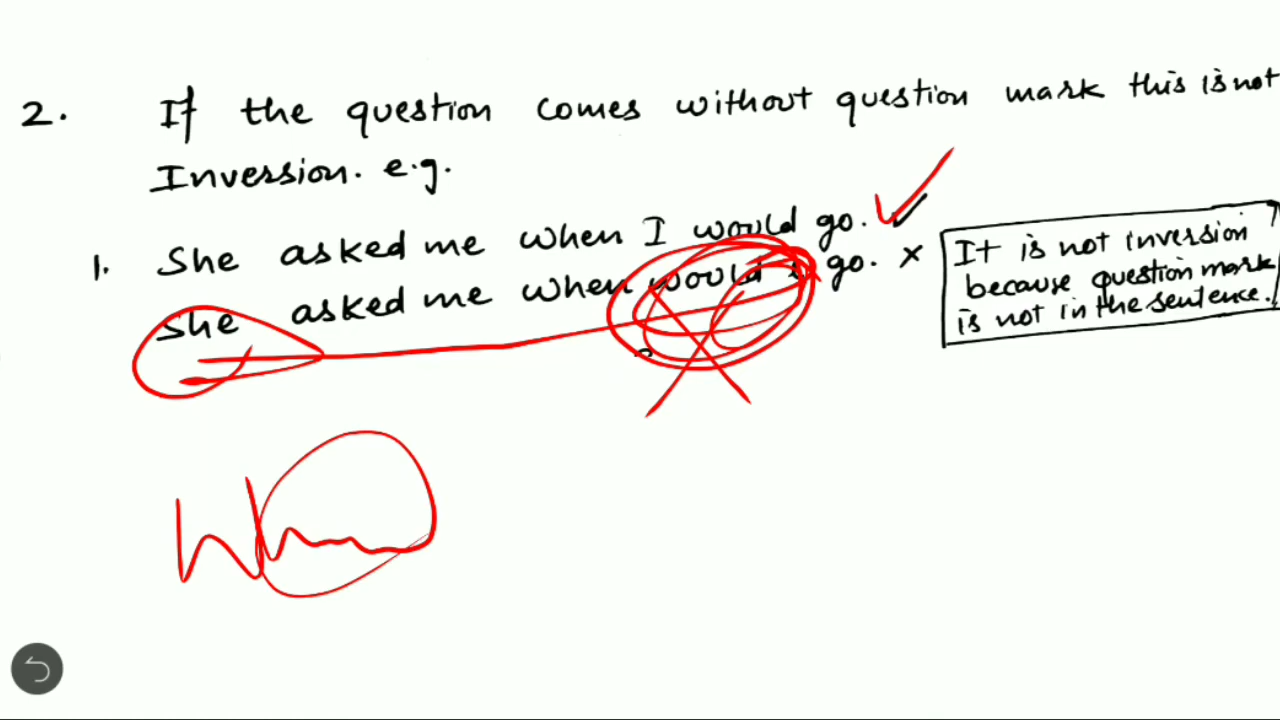 2. If the question comes without question mark this is not
Inversion. e.g.
1. She asked me when I would go. ✓
She asked me when would I go. ×
It is not inversion
because question mark
is not in the sentence.